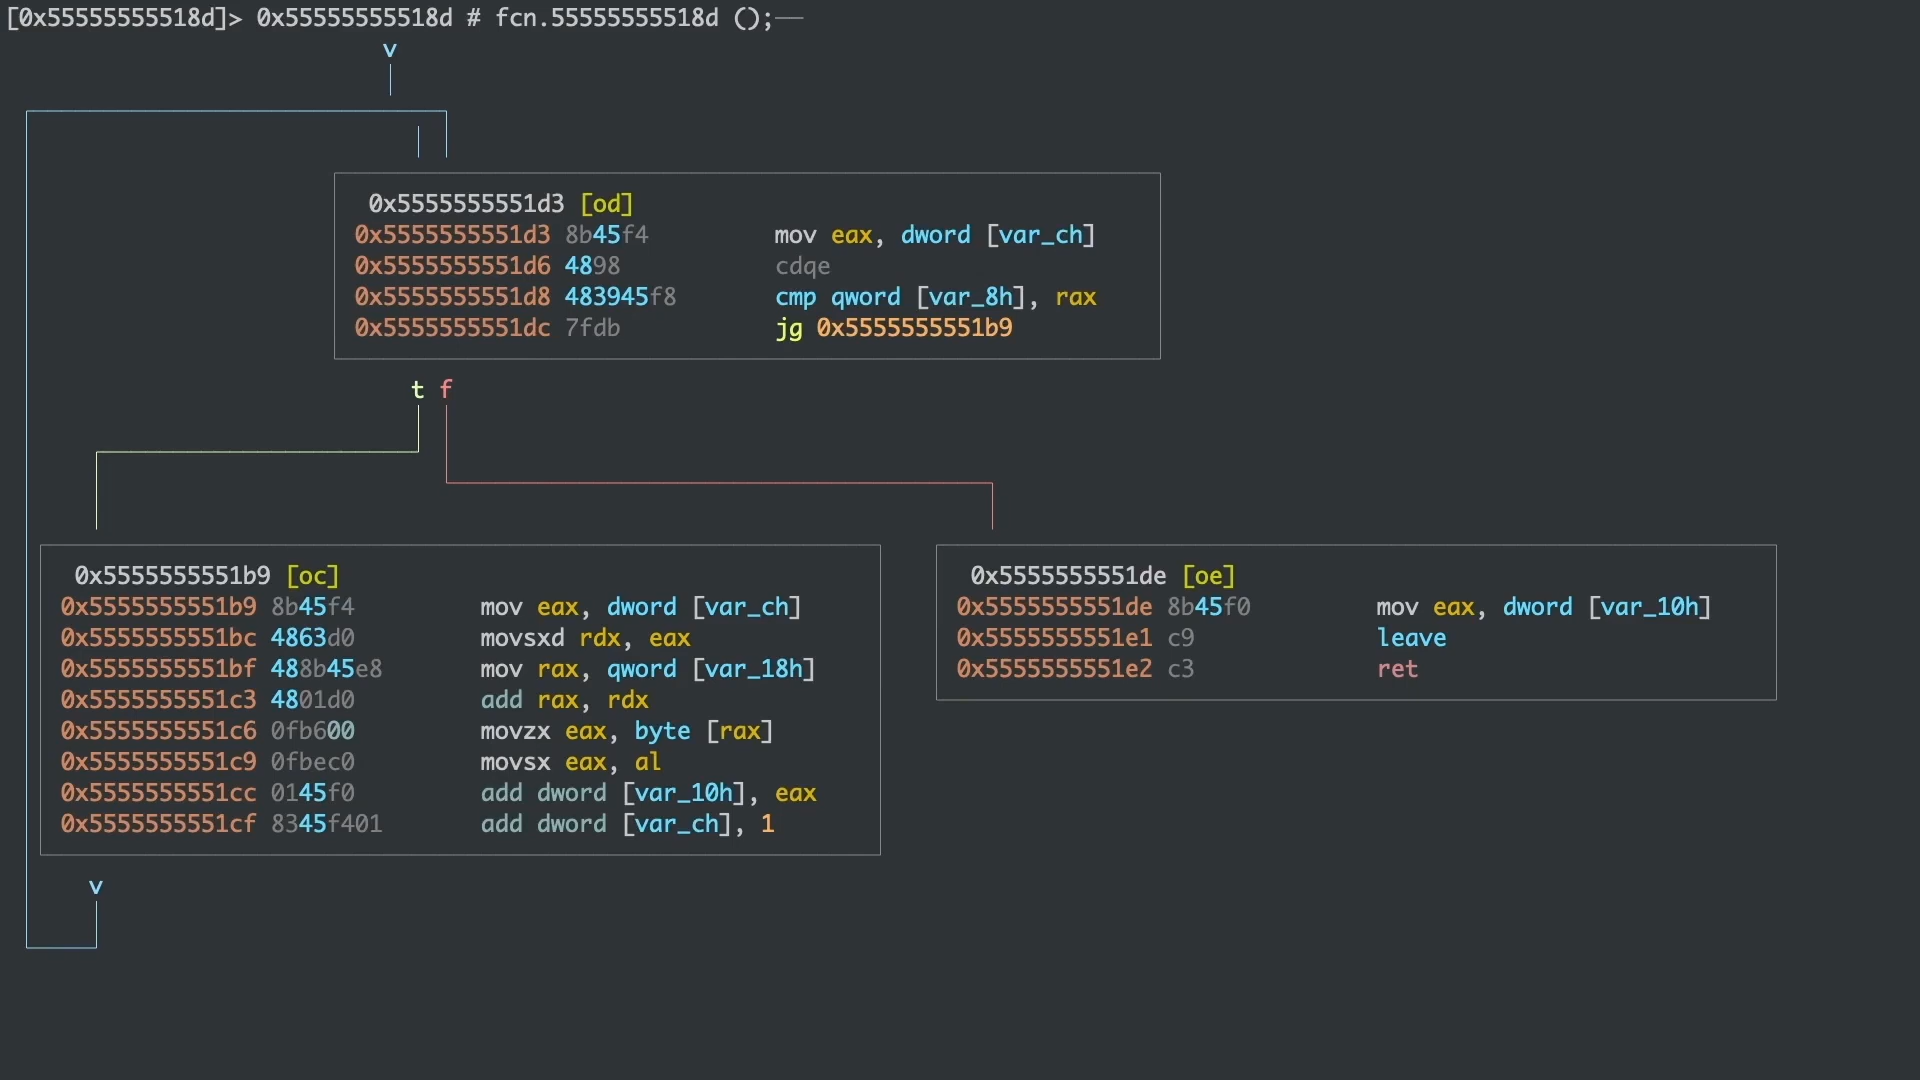 [0x55555555518d]> 0x55555555518d # fcn.55555555518d ();
v
0x5555555551d3 [od]
0x5555555551d3 8b45f4 mov eax, dword [var_ch]
0x5555555551d6 4898 cdqe
0x5555555551d8 483945f8 cmp qword [var_8h], rax
0x5555555551dc 7fdb jg 0x5555555551b9
t f
0x5555555551b9 [oc]
0x5555555551b9 8b45f4 mov eax, dword [var_ch]
0x5555555551bc 4863d0 movsxd rdx, eax
0x5555555551bf 488b45e8 mov rax, qword [var_18h]
0x5555555551c3 4801d0 add rax, rdx
0x5555555551c6 0fb600 movzx eax, byte [rax]
0x5555555551c9 0fbec0 movsx eax, al
0x5555555551cc 0145f0 add dword [var_10h], eax
0x5555555551cf 8345f401 add dword [var_ch], 1
v
0x5555555551de [oe]
0x5555555551de 8b45f0 mov eax, dword [var_10h]
0x5555555551e1 c9 leave
0x5555555551e2 c3 ret